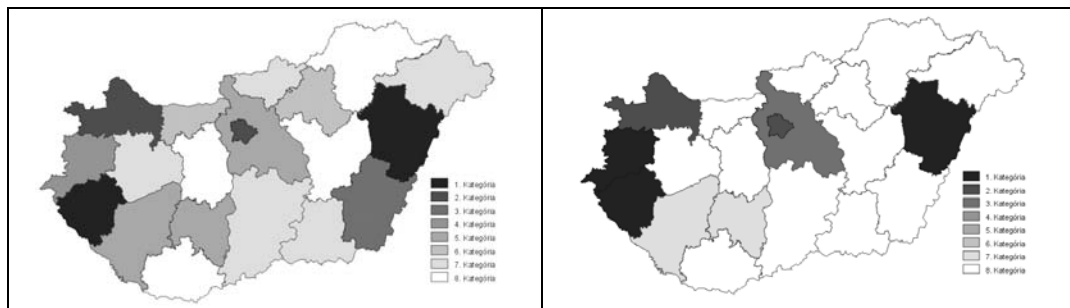 1. Kategória
2. Kategória
3. Kategória
4. Kategória
5. Kategória
6. Kategória
7. Kategória
8. Kategória
1. Kategória
2. Kategória
3. Kategória
4. Kategória
5. Kategória
6. Kategória
7. Kategória
8. Kategória